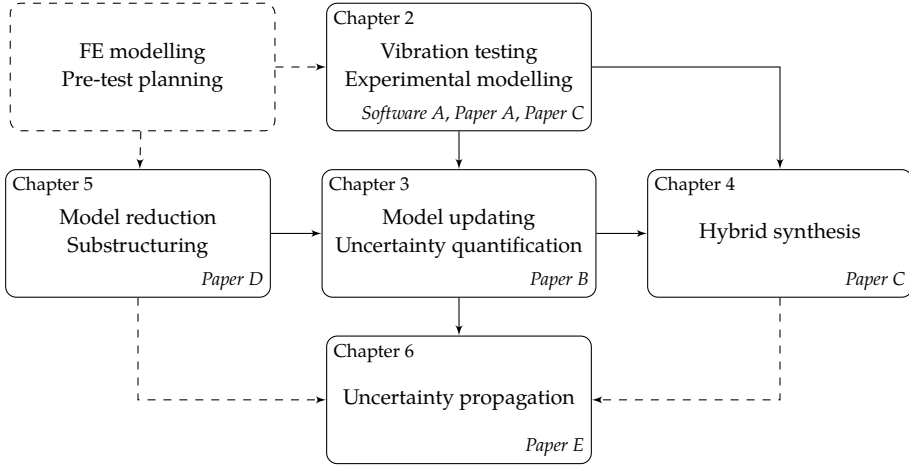 FE modelling
Pre-test planning
Chapter 2
Vibration testing
Experimental modelling
Software A, Paper A, Paper C
Chapter 5
Model reduction
Substructuring
Paper D
Chapter 3
Model updating
Uncertainty quantification
Paper B
Chapter 4
Hybrid synthesis
Paper C
Chapter 6
Uncertainty propagation
Paper E